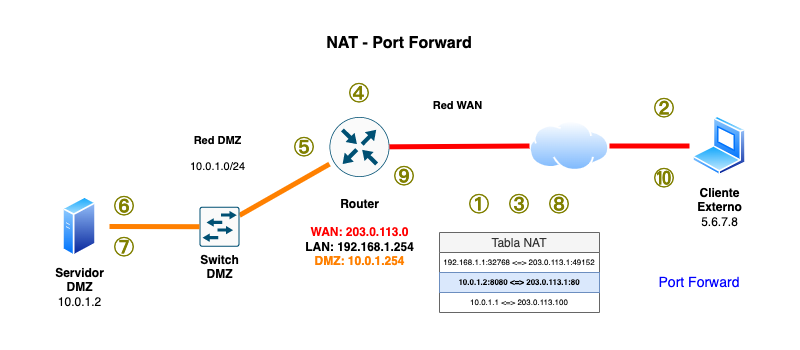 NAT - Port Forward
④
Red WAN
②
Red DMZ
⑤
10.0.1.0/24
⑨
⑩
Cliente
Externo
5.6.7.8
⑥
Router
①
③
⑧
WAN: 203.0.113.0
LAN: 192.168.1.254
DMZ: 10.0.1.254
⑦
Switch
DMZ
Servidor
DMZ
10.0.1.2
Tabla NAT
192.168.1.1:32768 <=> 203.0.113.1:49152
10.0.1.2:8080 <=> 203.0.113.1:80
10.0.1.1 <=> 203.0.113.100
Port Forward